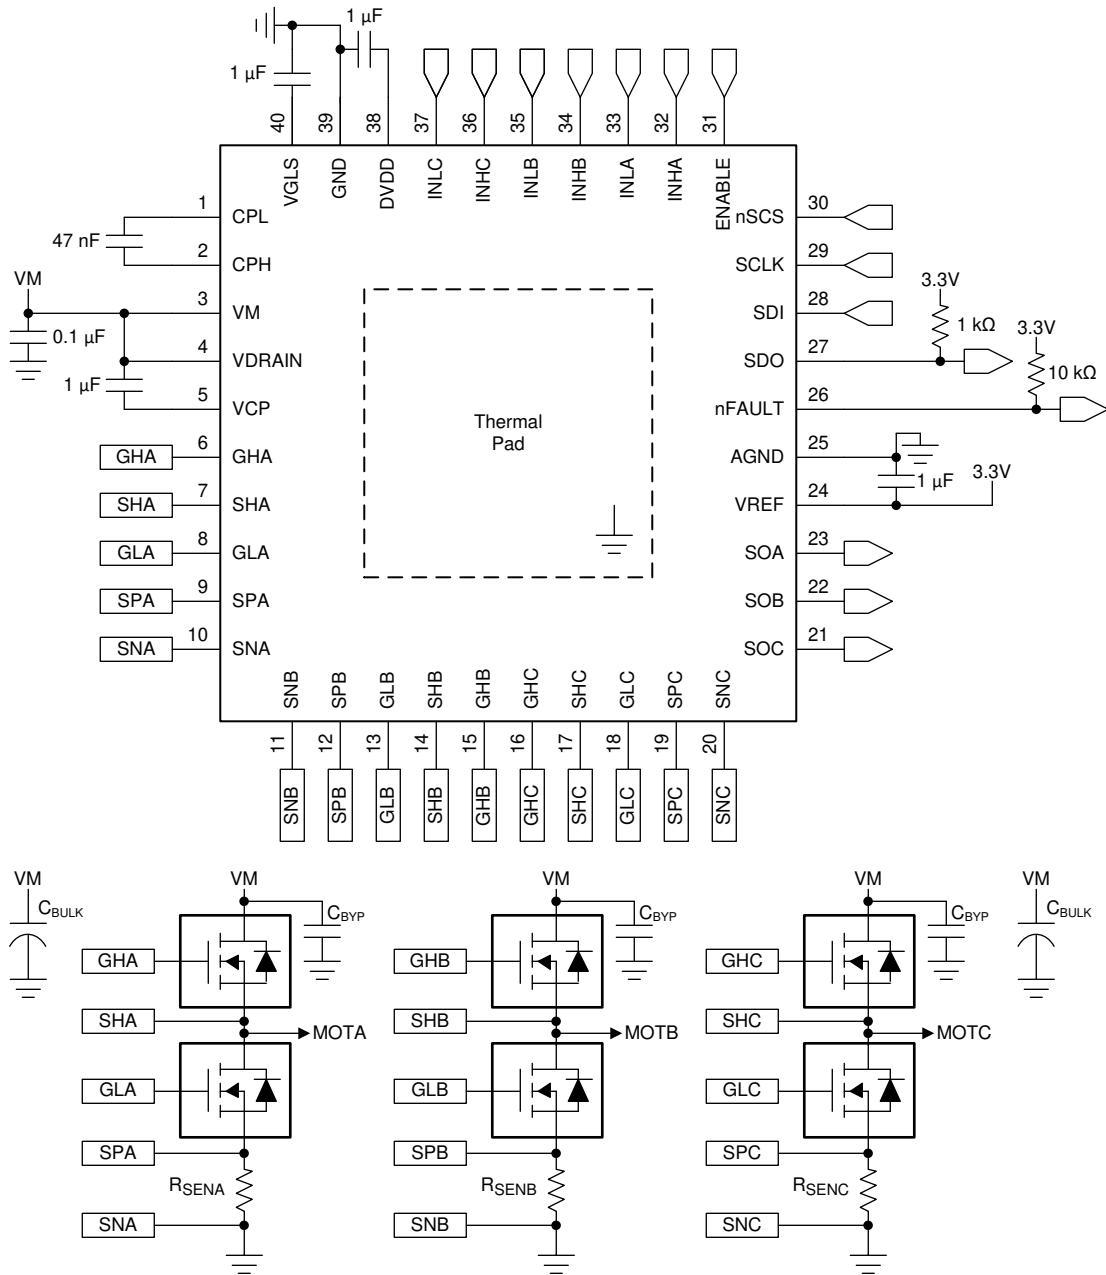 1 µF
1 µF
40 39 38 37 36 35 34 33 32 31
VGLS GND DVDD INLC INHC INLB INHB INLA INHA ENABLE
1 CPL
47 nF
2 CPH
VM
3 VM
0.1 µF
4 VDRAIN
1 µF
5 VCP
GHA 6 GHA
SHA 7 SHA
GLA 8 GLA
SPA 9 SPA
SNA 10 SNA
Thermal
Pad
nSCS 30
SCLK 29
SDI 28
3.3V
1 kΩ
SDO 27
3.3V
10 kΩ
nFAULT 26
AGND 25
1 µF
3.3V
VREF 24
SOA 23
SOB 22
SOC 21
SNB SPB GLB SHB GHB GHC SHC GLC SPC SNC
11 12 13 14 15 16 17 18 19 20
SNB SPB GLB SHB GHB GHC SHC GLC SPC SNC
VM VM VM VM VM
CBULK CBYP CBYP CBYP CBULK
GHA GHB GHC
SHA MOTA SHB MOTB SHC MOTC
GLA GLB GLC
SPA SPB SPC
RSENA RSENB RSENC
SNA SNB SNC